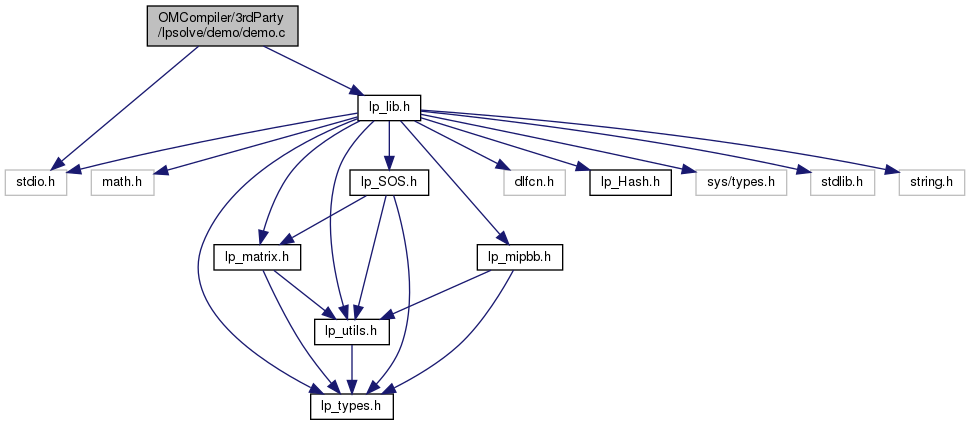 OMCompiler/3rdParty
/lpsolve/demo/demo.c
lp_lib.h
stdio.h
math.h
lp_SOS.h
dlfcn.h
lp_Hash.h
sys/types.h
stdlib.h
string.h
lp_matrix.h
lp_mipbb.h
lp_utils.h
lp_types.h